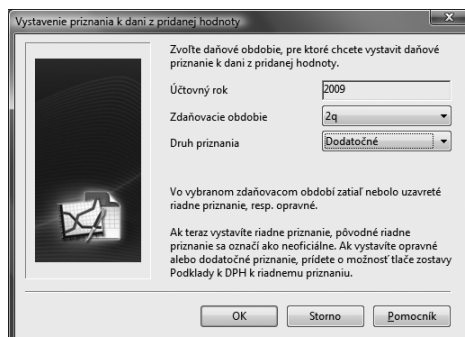 Vystavenie priznania k dani z pridanej hodnoty
Zvoľte daňové obdobie, pre ktoré chcete vystaviť daňové
priznanie k dani z pridanej hodnoty.
Účtovný rok 2009
Zdaňovacie obdobie 2q
Druh priznania Dodatočné
Vo vybranom zdaňovacom období zatiaľ nebolo uzavreté
riadne priznanie, resp. opravné.
Ak teraz vystavíte riadne priznanie, pôvodné riadne
priznanie sa označí ako neoficiálne. Ak vystavíte opravné
alebo dodatočné priznanie, prídete o možnosť tlače zostavy
Podklady k DPH k riadnemu priznaniu.
OK Storno Pomocník